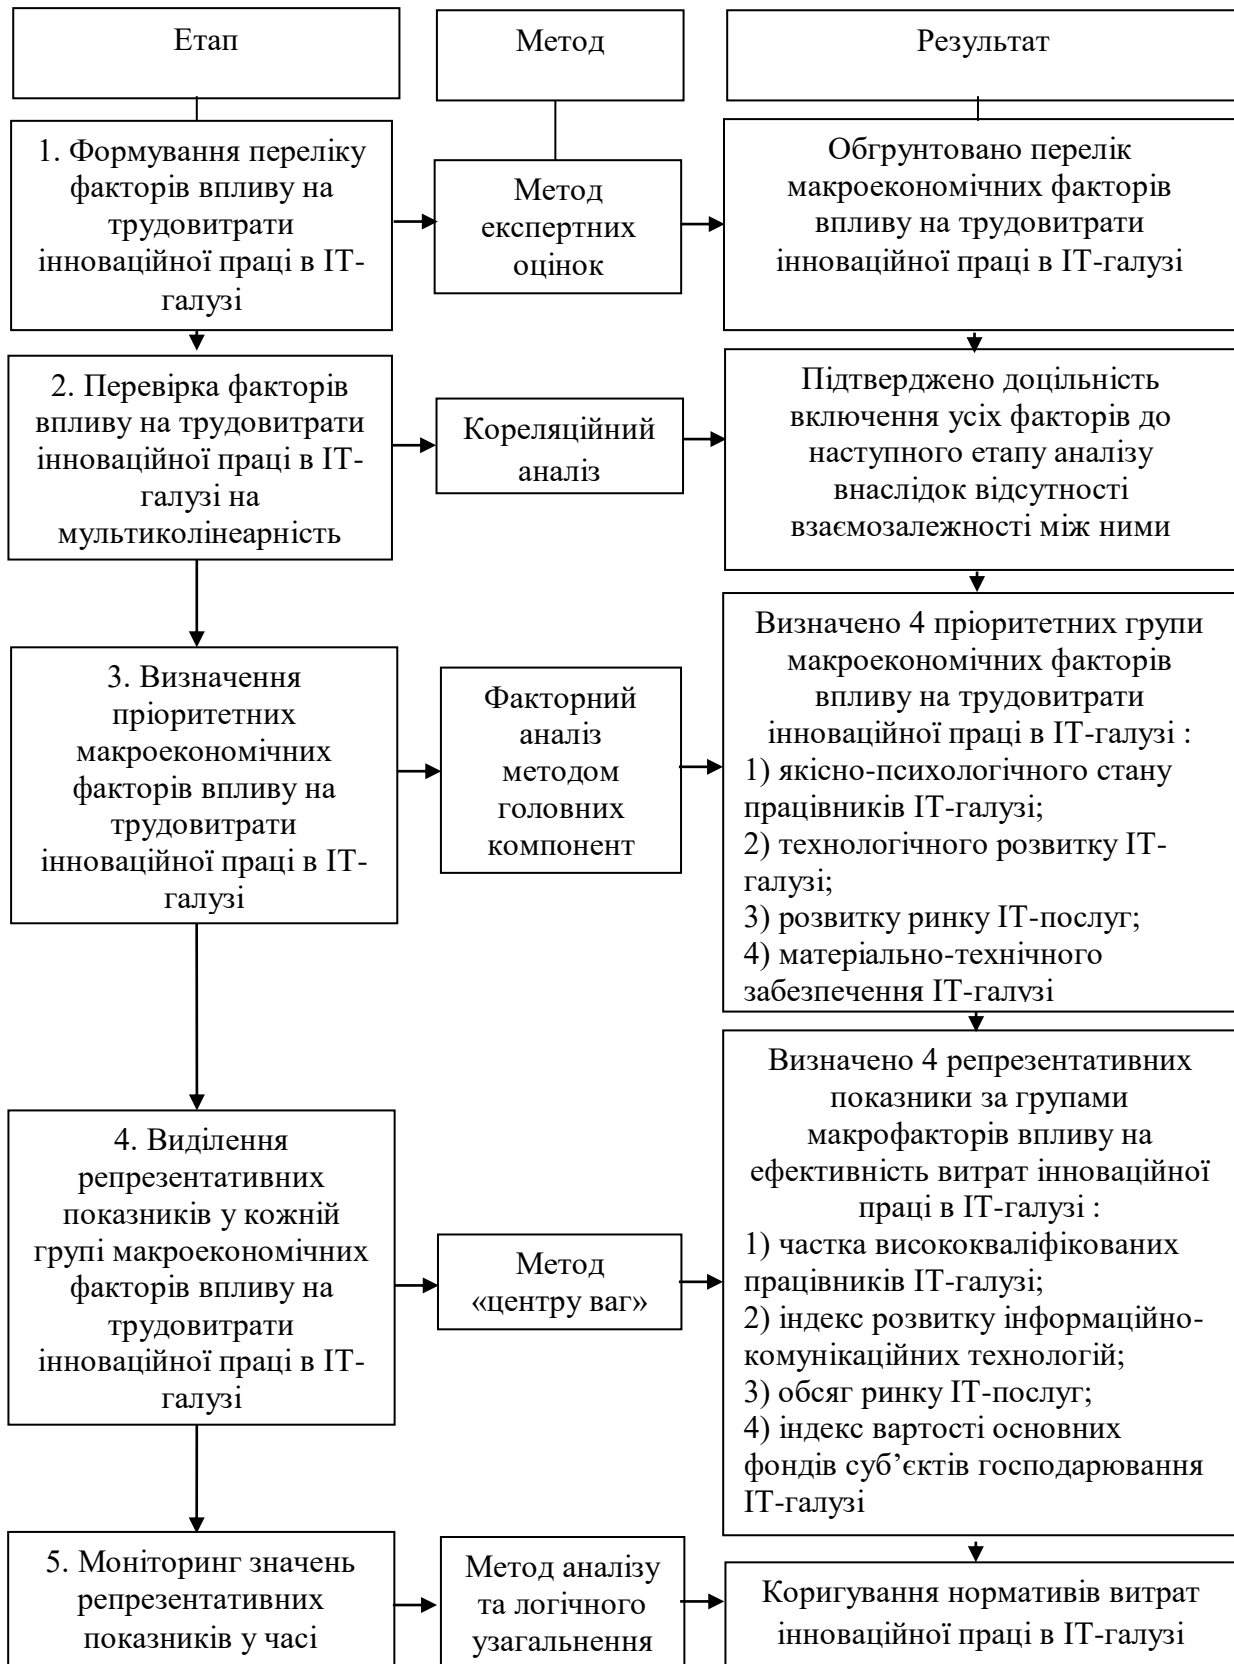 Етап
Метод
Результат
1. Формування переліку
факторів впливу на
трудовитрати
інноваційної праці в ІТ-
галузі
Метод
експертних
оцінок
Обгрунтовано перелік
макроекономічних факторів
впливу на трудовитрати
інноваційної праці в ІТ-галузі
2. Перевірка факторів
впливу на трудовитрати
інноваційної праці в ІТ-
галузі на
мультиколінеарність
Кореляційний
аналіз
Підтверджено доцільність
включення усіх факторів до
наступного етапу аналізу
внаслідок відсутності
взаємозалежності між ними
3. Визначення
пріоритетних
макроекономічних
факторів впливу на
трудовитрати
інноваційної праці в ІТ-
галузі
Факторний
аналіз
методом
головних
компонент
Визначено 4 пріоритетних групи
макроекономічних факторів
впливу на трудовитрати
інноваційної праці в ІТ-галузі :
1) якісно-психологічного стану
працівників ІТ-галузі;
2) технологічного розвитку ІТ-
галузі;
3) розвитку ринку ІТ-послуг;
4) матеріально-технічного
забезпечення ІТ-галузі
4. Виділення
репрезентативних
показників у кожній
групі макроекономічних
факторів впливу на
трудовитрати
інноваційної праці в ІТ-
галузі
Метод
«центру ваг»
Визначено 4 репрезентативних
показники за групами
макрофакторів впливу на
ефективність витрат інноваційної
праці в ІТ-галузі :
1) частка висококваліфікованих
працівників ІТ-галузі;
2) індекс розвитку інформаційно-
комунікаційних технологій;
3) обсяг ринку ІТ-послуг;
4) індекс вартості основних
фондів суб’єктів господарювання
ІТ-галузі
5. Моніторинг значень
репрезентативних
показників у часі
Метод аналізу
та логічного
узагальнення
Коригування нормативів витрат
інноваційної праці в ІТ-галузі